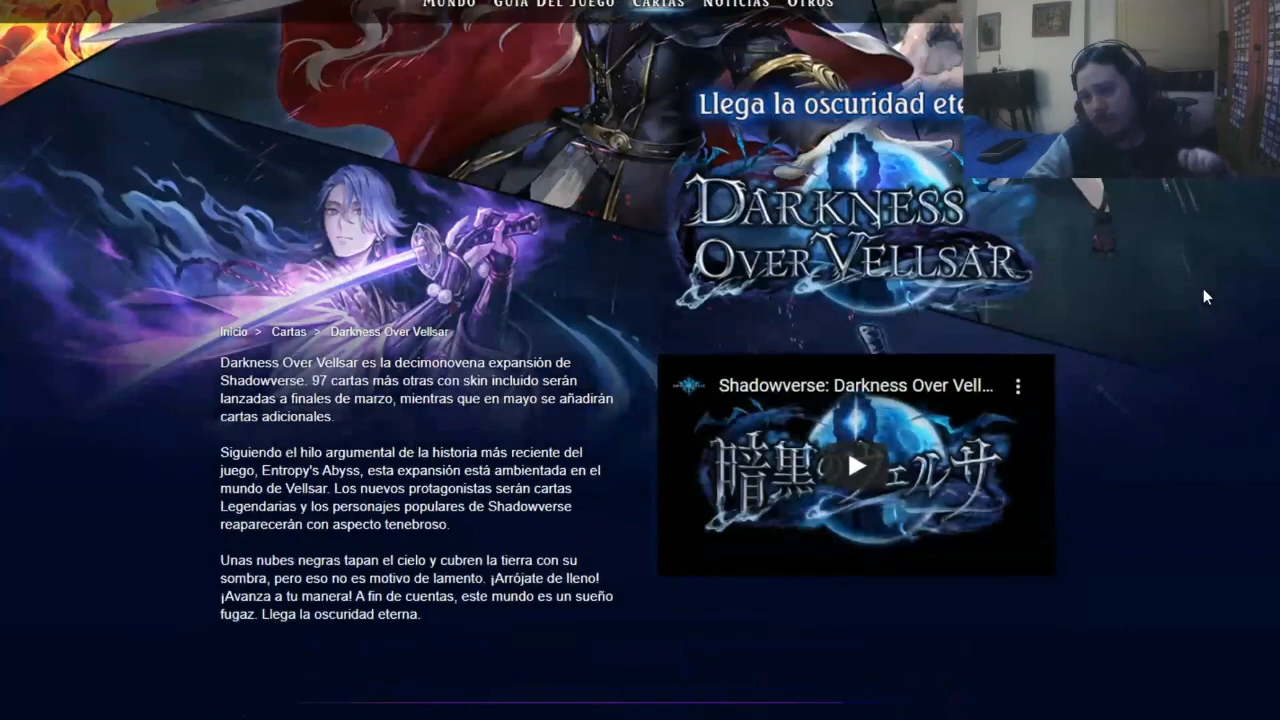 Mundo Guía Del Juego Cartas Noticias Otros
Llega la oscuridad ete
Darkness
Over Vellsar
Inicio > Cartas > Darkness Over Vellsar
Darkness Over Vellsar es la decimonovena expansión de
Shadowverse. 97 cartas más otras con skin incluido serán
lanzadas a finales de marzo, mientras que en mayo se añadirán
cartas adicionales.
Siguiendo el hilo argumental de la historia más reciente del
juego, Entropy's Abyss, esta expansión está ambientada en el
mundo de Vellsar. Los nuevos protagonistas serán cartas
Legendarias y los personajes populares de Shadowverse
reaparecerán con aspecto tenebroso.
Unas nubes negras tapan el cielo y cubren la tierra con su
sombra, pero eso no es motivo de lamento. ¡Arrójate de lleno!
¡Avanza a tu manera! A fin de cuentas, este mundo es un sueño
fugaz. Llega la oscuridad eterna.
Shadowverse: Darkness Over Vell...
暗黒のヴェルサ